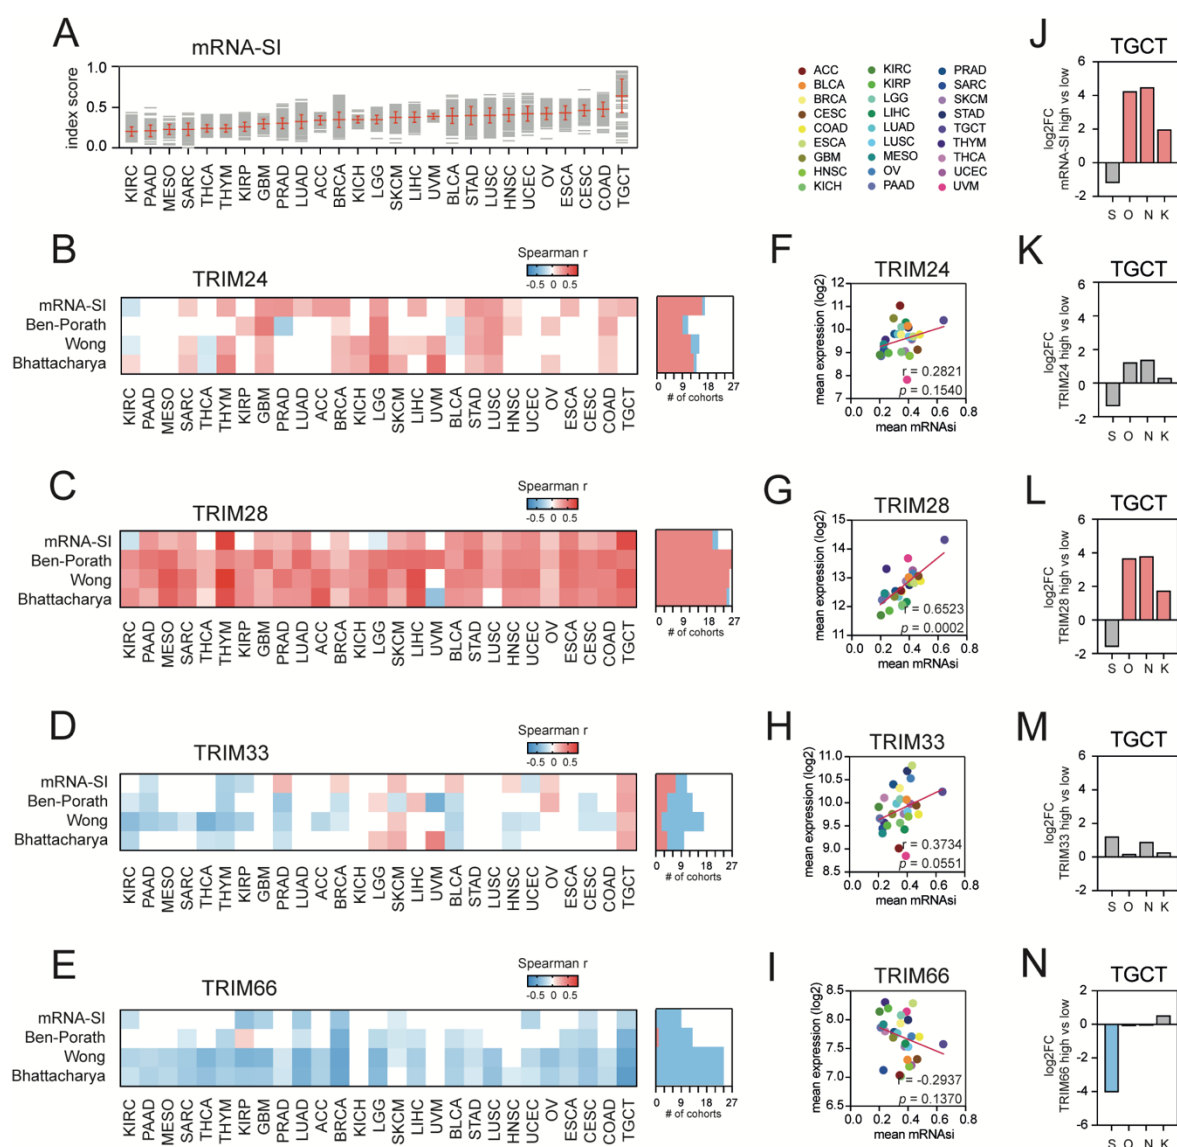 A
mRNA-SI
index score
1.0
0.5
0.0
KIRC PAAD MESO SARC THCA THYM KIRP GBM PRAD LUAD ACC BRCA KICH LGG SKCM LIHC UVM BLCA STAD LUSC HNSC UCEC OV ESCA CESC COAD TGCT
ACC KIRC PRAD
BLCA KIRP SARC
BRCA LGG SKCM
CESC LIHC STAD
COAD LUAD TGCT
ESCA LUSC THYM
GBM MESO THCA
HNSC OV UCEC
KICH PAAD UVM
J
TGCT
log2FC
mRNA-SI high vs low
6
4
2
0
-2
S O N K
B
TRIM24
Spearman r
-0.5 0 0.5
mRNA-SI
Ben-Porath
Wong
Bhattacharya
KIRC PAAD MESO SARC THCA THYM KIRP GBM PRAD LUAD ACC BRCA KICH LGG SKCM LIHC UVM BLCA STAD LUSC HNSC UCEC OV ESCA CESC COAD TGCT
0 9 18 27
# of cohorts
F
TRIM24
mean expression (log2)
12
11
10
9
8
7
r = 0.2821
p = 0.1540
0.0 0.2 0.4 0.6 0.8
mean mRNAsi
K
TGCT
log2FC
TRIM24 high vs low
6
4
2
0
-2
S O N K
C
TRIM28
Spearman r
-0.5 0 0.5
mRNA-SI
Ben-Porath
Wong
Bhattacharya
KIRC PAAD MESO SARC THCA THYM KIRP GBM PRAD LUAD ACC BRCA KICH LGG SKCM LIHC UVM BLCA STAD LUSC HNSC UCEC OV ESCA CESC COAD TGCT
0 9 18 27
# of cohorts
G
TRIM28
mean expression (log2)
15
14
13
12
11
r = 0.6523
p = 0.0002
0.0 0.2 0.4 0.6 0.8
mean mRNAsi
L
TGCT
log2FC
TRIM28 high vs low
6
4
2
0
-2
S O N K
D
TRIM33
Spearman r
-0.5 0 0.5
mRNA-SI
Ben-Porath
Wong
Bhattacharya
KIRC PAAD MESO SARC THCA THYM KIRP GBM PRAD LUAD ACC BRCA KICH LGG SKCM LIHC UVM BLCA STAD LUSC HNSC UCEC OV ESCA CESC COAD TGCT
0 9 18 27
# of cohorts
H
TRIM33
mean expression (log2)
11.0
10.5
10.0
9.5
9.0
8.5
r = 0.3734
p = 0.0551
0.0 0.2 0.4 0.6 0.8
mean mRNAsi
M
TGCT
log2FC
TRIM33 high vs low
6
4
2
0
-2
S O N K
E
TRIM66
Spearman r
-0.5 0 0.5
mRNA-SI
Ben-Porath
Wong
Bhattacharya
KIRC PAAD MESO SARC THCA THYM KIRP GBM PRAD LUAD ACC BRCA KICH LGG SKCM LIHC UVM BLCA STAD LUSC HNSC UCEC OV ESCA CESC COAD TGCT
0 9 18 27
# of cohorts
I
TRIM66
mean expression (log2)
8.5
8.0
7.5
7.0
6.5
r = -0.2937
p = 0.1370
0.0 0.2 0.4 0.6 0.8
mean mRNAsi
N
TGCT
log2FC
TRIM66 high vs low
2
0
-2
-4
-6
S O N K